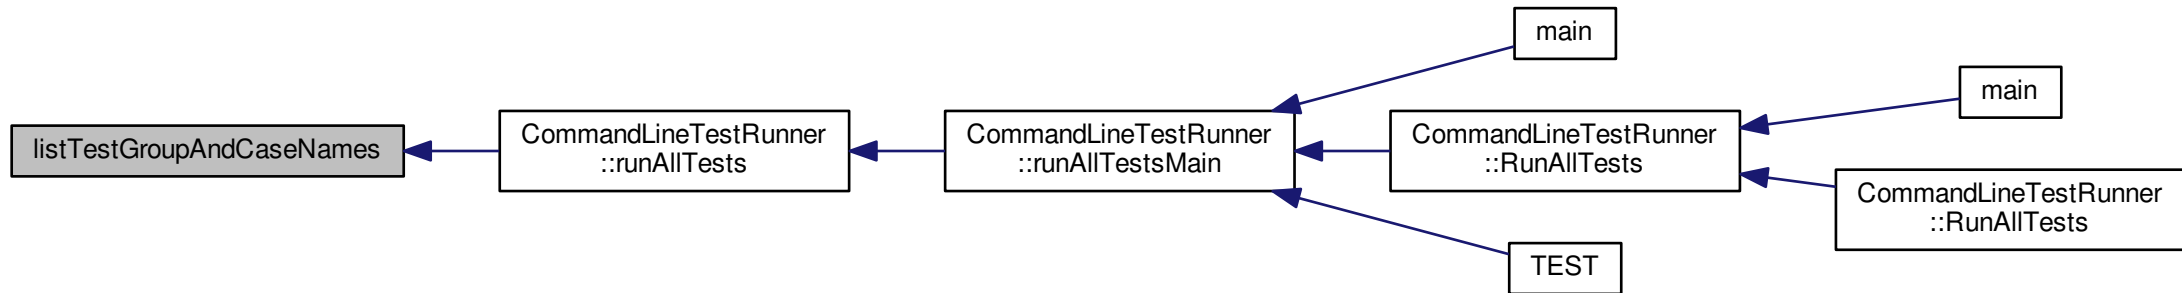 listTestGroupAndCaseNames
CommandLineTestRunner
::runAllTests
CommandLineTestRunner
::runAllTestsMain
main
CommandLineTestRunner
::RunAllTests
TEST
main
CommandLineTestRunner
::RunAllTests